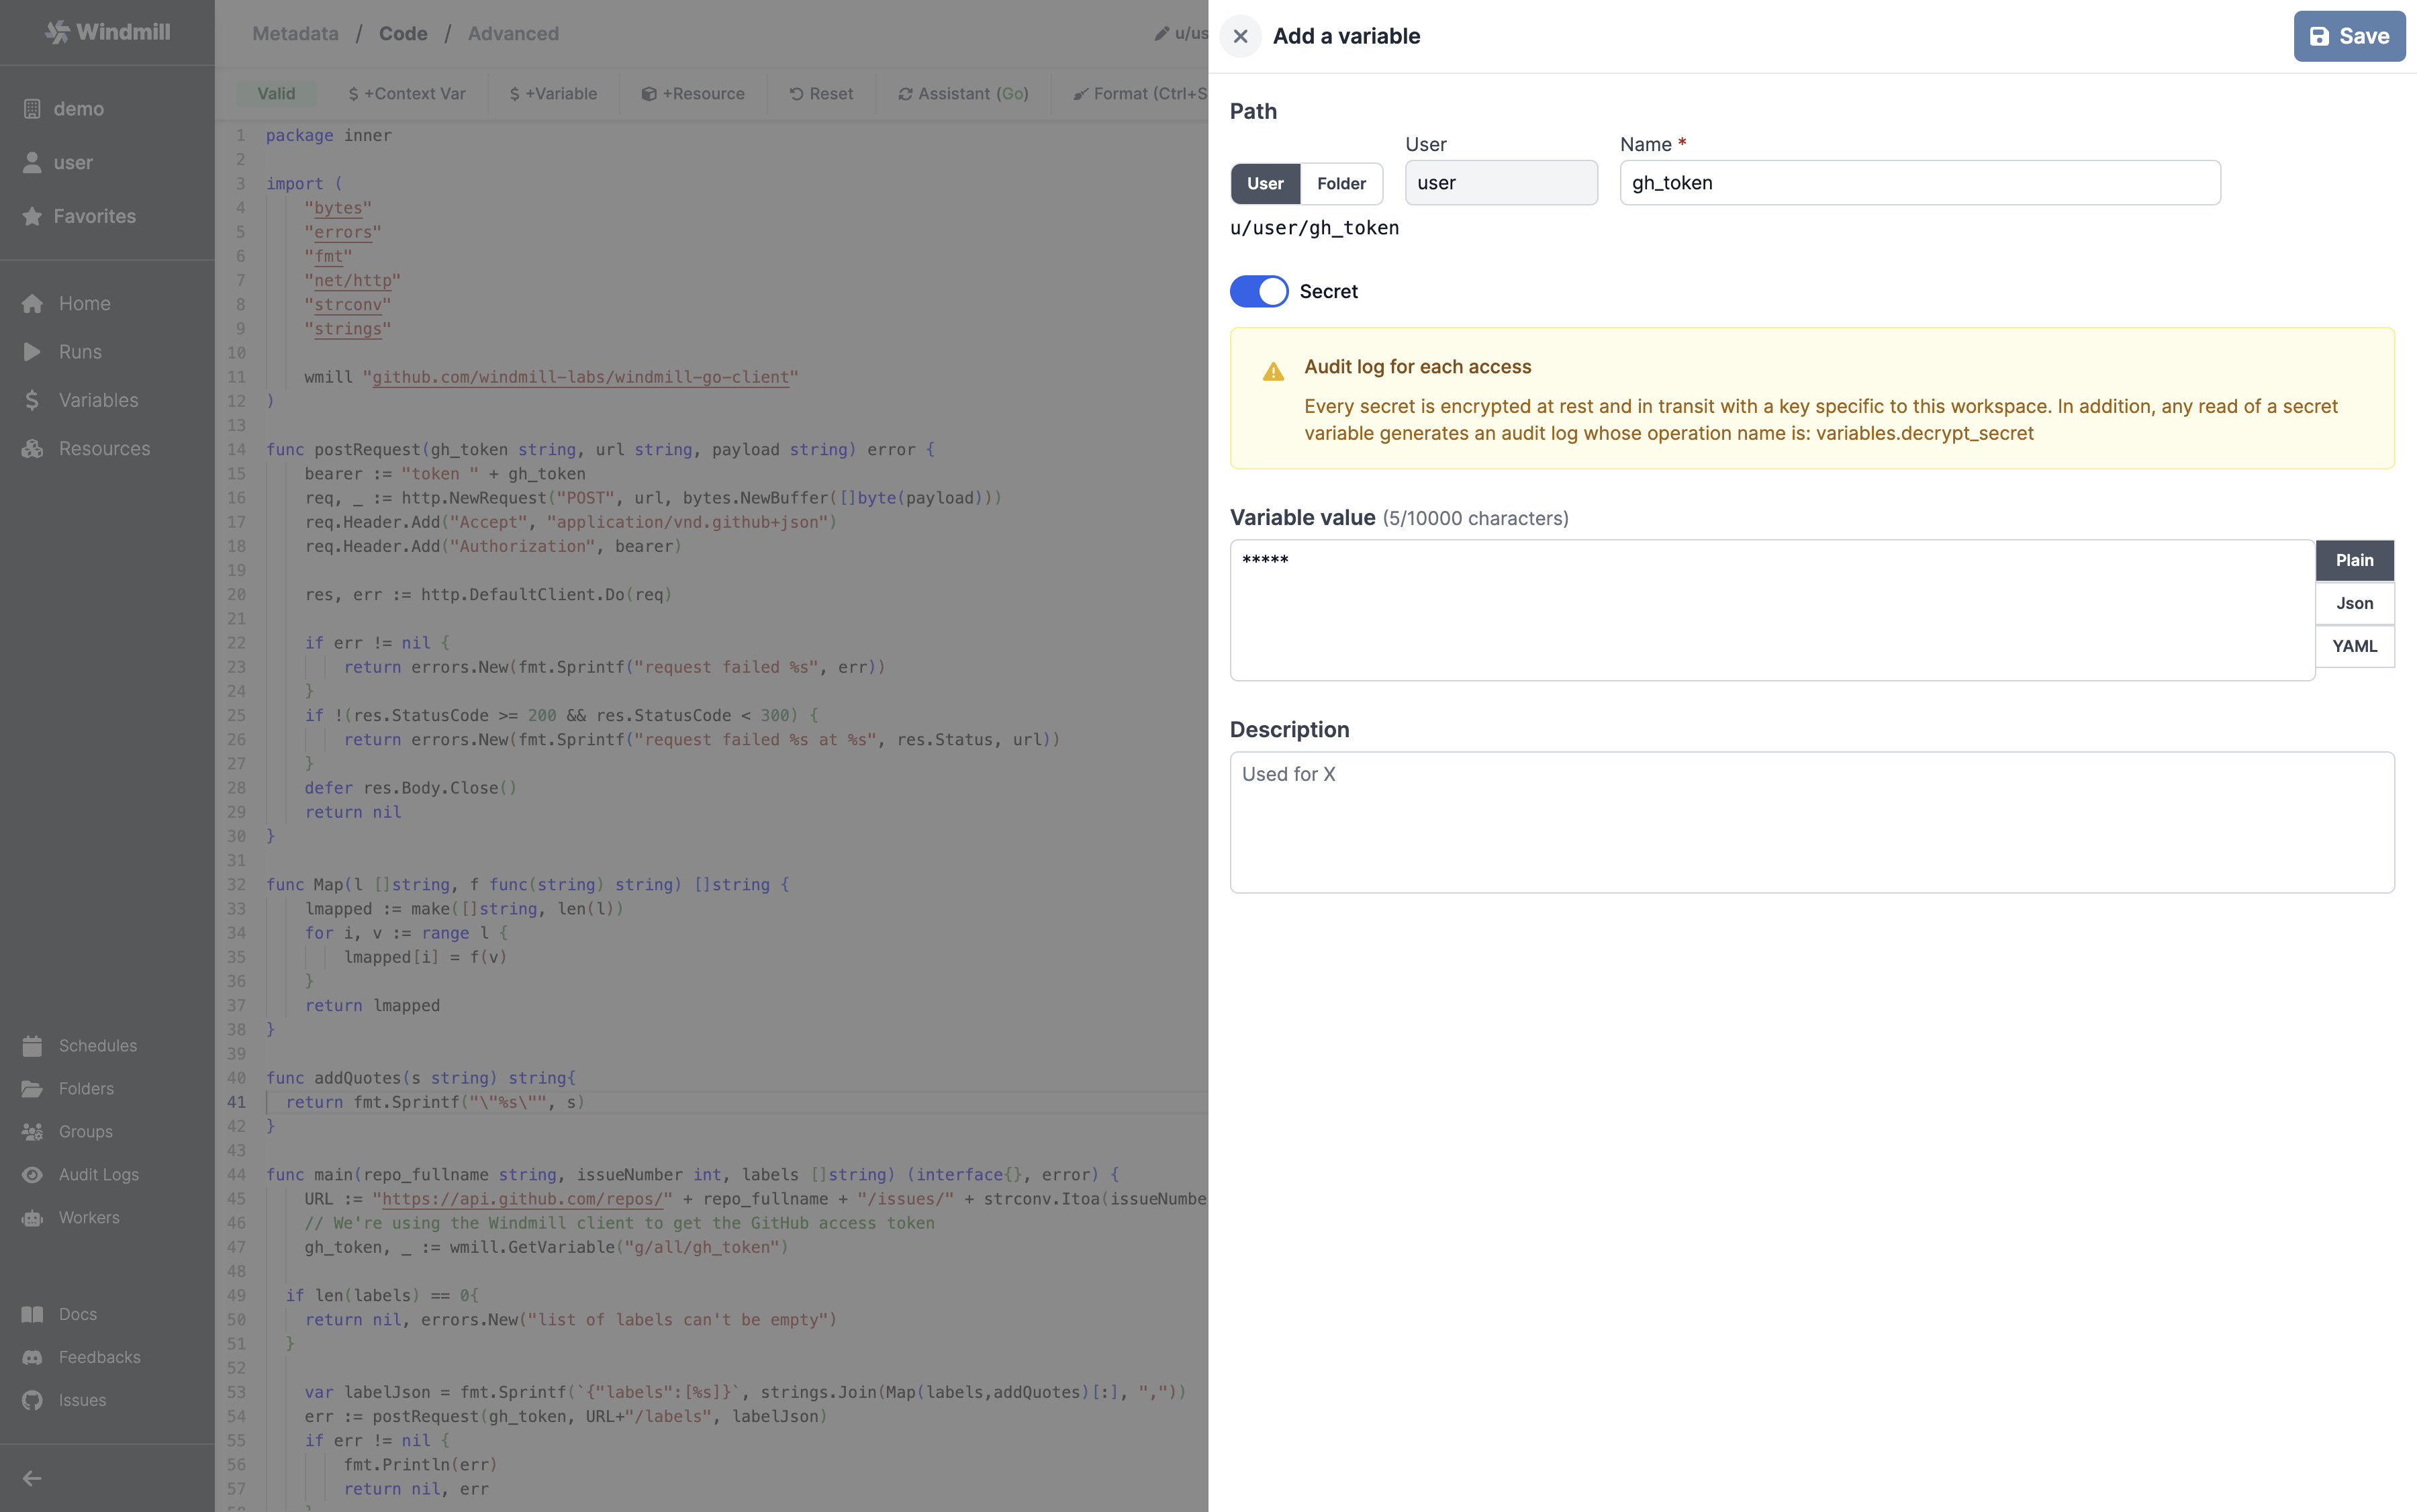 Windmill
demo
user
Favorites
Home
Runs
Variables
Resources
Schedules
Folders
Groups
Audit Logs
Workers
Docs
Feedbacks
Issues
Metadata / Code / Advanced
u/us
Valid
$ +Context Var
$ +Variable
+Resource
Reset
Assistant (Go)
Format (Ctrl+S
1 package inner
2
3 import (
4 "bytes"
5 "errors"
6 "fmt"
7 "net/http"
8 "strconv"
9 "strings"
10
11 wmill "github.com/windmill-labs/windmill-go-client"
12 )
13
14 func postRequest(gh_token string, url string, payload string) error {
15 bearer := "token " + gh_token
16 req, _ := http.NewRequest("POST", url, bytes.NewBuffer([]byte(payload)))
17 req.Header.Add("Accept", "application/vnd.github+json")
18 req.Header.Add("Authorization", bearer)
19
20 res, err := http.DefaultClient.Do(req)
21
22 if err != nil {
23 return errors.New(fmt.Sprintf("request failed %s", err))
24 }
25 if !(res.StatusCode >= 200 && res.StatusCode < 300) {
26 return errors.New(fmt.Sprintf("request failed %s at %s", res.Status, url))
27 }
28 defer res.Body.Close()
29 return nil
30 }
31
32 func Map(l []string, f func(string) string) []string {
33 lmapped := make([]string, len(l))
34 for i, v := range l {
35 lmapped[i] = f(v)
36 }
37 return lmapped
38 }
39
40 func addQuotes(s string) string{
41 return fmt.Sprintf("\"%s\"", s)
42 }
43
44 func main(repo_fullname string, issueNumber int, labels []string) (interface{}, error) {
45 URL := "https://api.github.com/repos/" + repo_fullname + "/issues/" + strconv.Itoa(issueNumbe
46 // We're using the Windmill client to get the GitHub access token
47 gh_token, _ := wmill.GetVariable("g/all/gh_token")
48
49 if len(labels) == 0{
50 return nil, errors.New("list of labels can't be empty")
51 }
52
53 var labelJson = fmt.Sprintf(`{"labels":[%s]}`, strings.Join(Map(labels,addQuotes)[:], ","))
54 err := postRequest(gh_token, URL+"/labels", labelJson)
55 if err != nil {
56 fmt.Println(err)
57 return nil, err
Add a variable
Save
Path
User
Name *
User
Folder
user
gh_token
u/user/gh_token
Secret
Audit log for each access
Every secret is encrypted at rest and in transit with a key specific to this workspace. In addition, any read of a secret
variable generates an audit log whose operation name is: variables.decrypt_secret
Variable value (5/10000 characters)
*****
Plain
Json
YAML
Description
Used for X